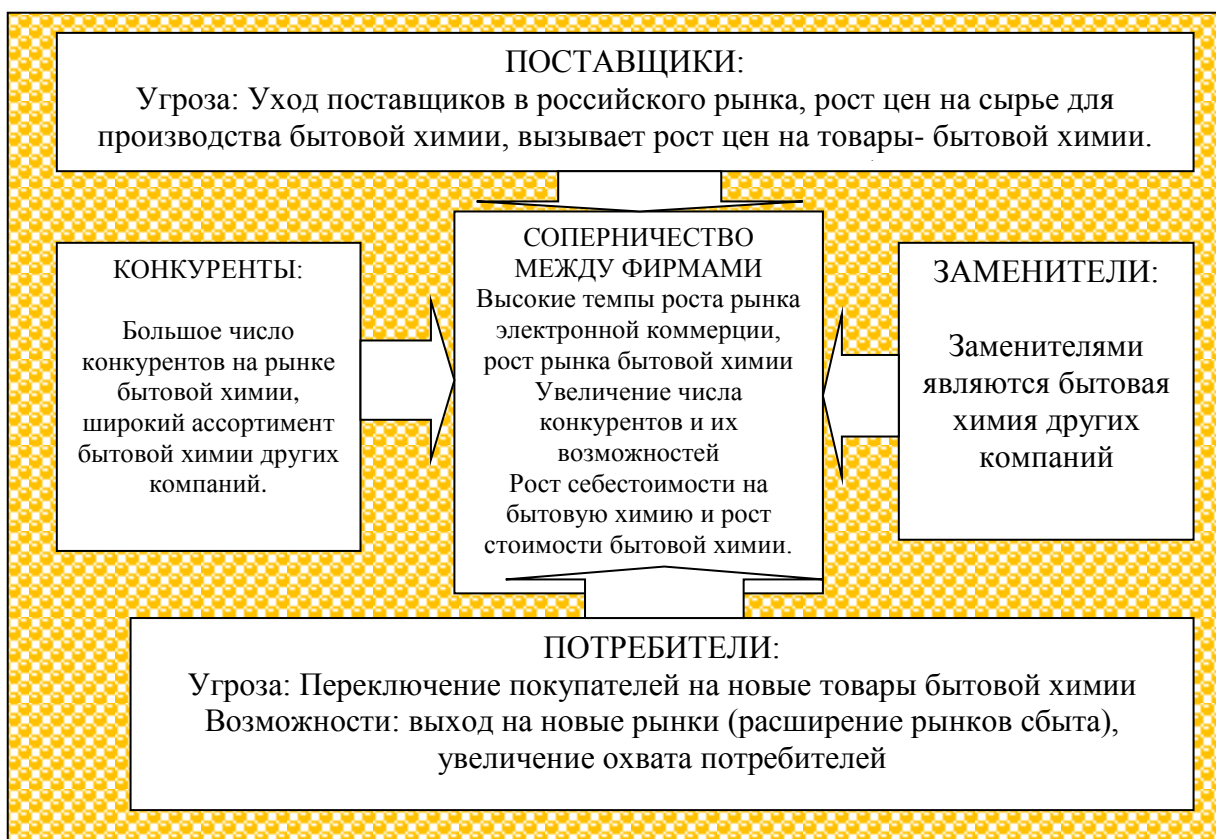 ПОСТАВЩИКИ:
Угроза: Уход поставщиков в российского рынка, рост цен на сырье для
производства бытовой химии, вызывает рост цен на товары- бытовой химии.
КОНКУРЕНТЫ:
Большое число
конкурентов на рынке
бытовой химии,
широкий ассортимент
бытовой химии других
компаний.
СОПЕРНИЧЕСТВО
МЕЖДУ ФИРМАМИ
Высокие темпы роста рынка
электронной коммерции,
рост рынка бытовой химии
Увеличение числа
конкурентов и их
возможностей
Рост себестоимости на
бытовую химию и рост
стоимости бытовой химии.
ЗАМЕНИТЕЛИ:
Заменителями
являются бытовая
химия других
компаний
ПОТРЕБИТЕЛИ:
Угроза: Переключение покупателей на новые товары бытовой химии
Возможности: выход на новые рынки (расширение рынков сбыта),
увеличение охвата потребителей